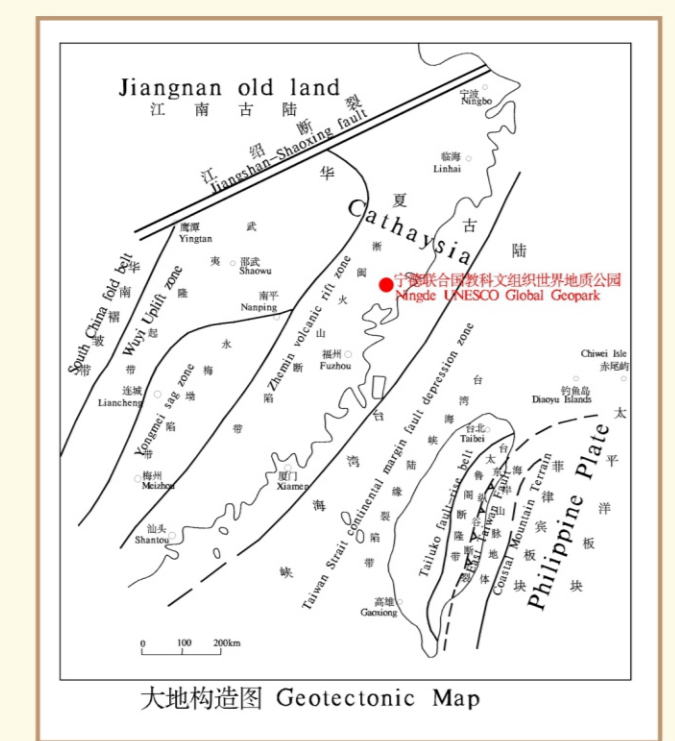 Jiangnan old land
江南古陆
江绍断裂
Jiangshan-Shaoxing fault
宁波
Ningbo
临海
Linhai
华夏古陆
Cathaysia
鹰潭
Yingtan
武夷隆起带
Wuyi Uplift zone
邵武
Shaowu
华南褶皱带
South China fold belt
南平
Nanping
浙闽火山断陷带
Zhemin volcanic rift zone
宁德联合国教科文组织世界地质公园
Ningde UNESCO Global Geopark
福州
Fuzhou
永梅坳陷带
Yongmei sag zone
连城
Liancheng
梅州
Meizhou
厦门
Xiamen
汕头
Shantou
台湾海峡
台湾海峡陆缘裂陷带
Taiwan Strait continental margin fault depression zone
Chiwei Isle
赤尾屿
钓鱼岛
Diaoyu Islands
台北
Taibei
太鲁阁断隆带
Tailuko fault-rise belt
台东纵谷断裂
East Taiwan Fault
海岸山脉地体
Coastal Mountain Terrain
菲律宾板块
Philippine Plate
太平洋板块
高雄
Gaoxiong
0 100 200km
大地构造图 Geotectonic Map